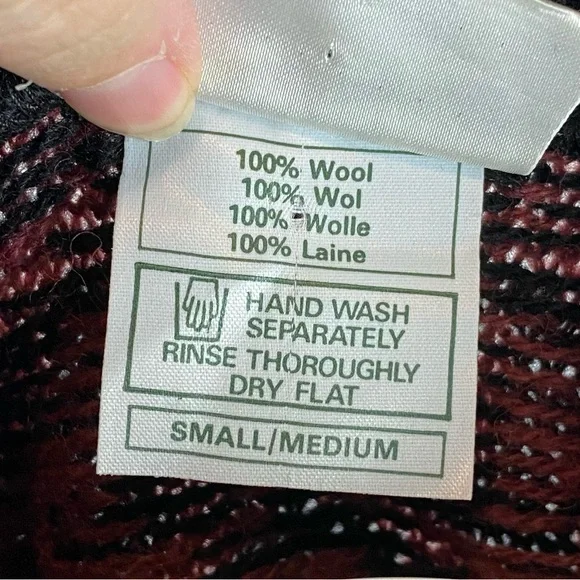 100% Wool
100% Wol
100% Wolle
100% Laine
HAND WASH
SEPARATELY
RINSE THOROUGHLY
DRY FLAT
SMALL/MEDIUM